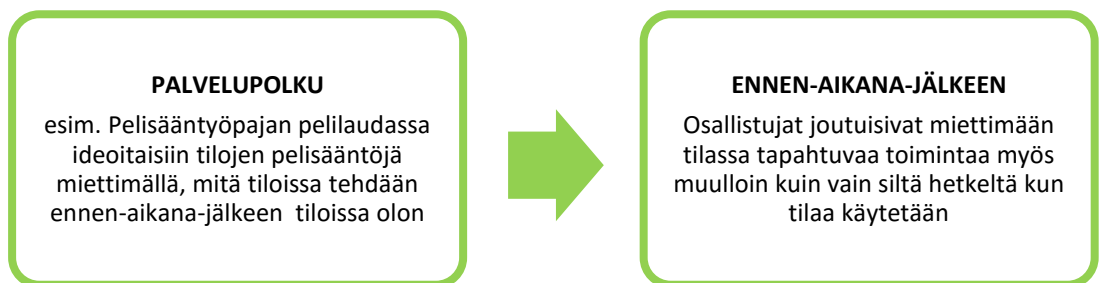 PALVELUPOLKU
esim. Pelisääntyöpajan pelilaudassa
ideoitaisiin tilojen pelisääntöjä
miettimällä, mitä tiloissa tehdään
ennen-aikana-jälkeen  tiloissa olon
ENNEN-AIKANA-JÄLKEEN
Osallistujat joutuisivat miettimään
tilassa tapahtuvaa toimintaa myös
muulloin kuin vain siltä hetkeltä kun
tilaa käytetään